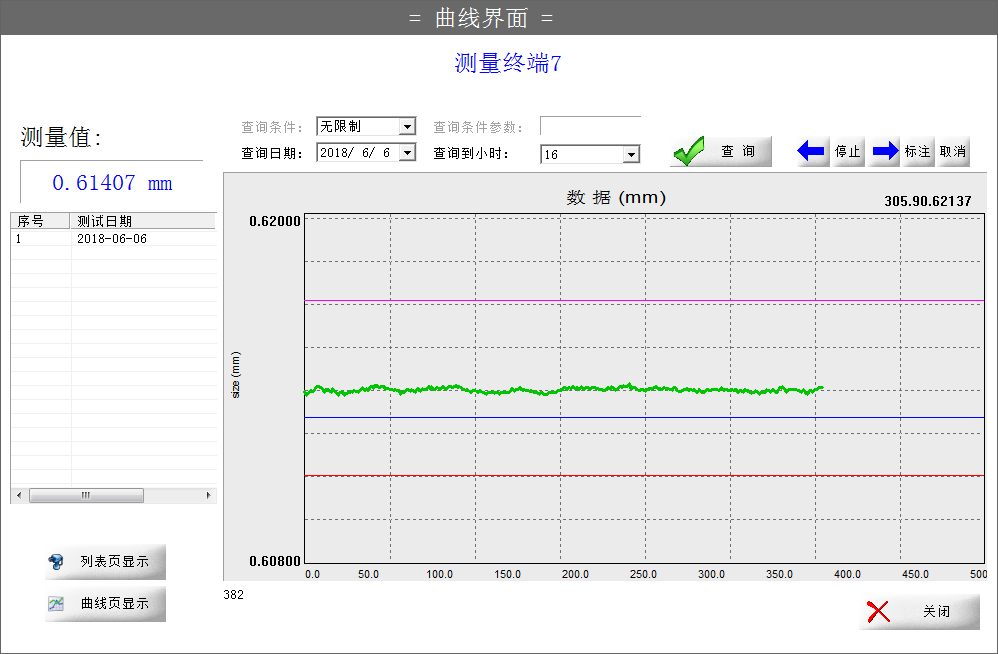 = 曲线界面 =
测量终端7
测量值:
0.61407 mm
查询条件: 无限制 查询条件参数:
查询日期: 2018/ 6/ 6 查询到小时: 16
查 询 停止 标注 取消
序号 测试日期
1 2018-06-06
数 据 (mm)
305.90.62137
0.62000
size (mm)
0.60800
0.0 50.0 100.0 150.0 200.0 250.0 300.0 350.0 400.0 450.0 500
382
列表页显示
曲线页显示
关闭